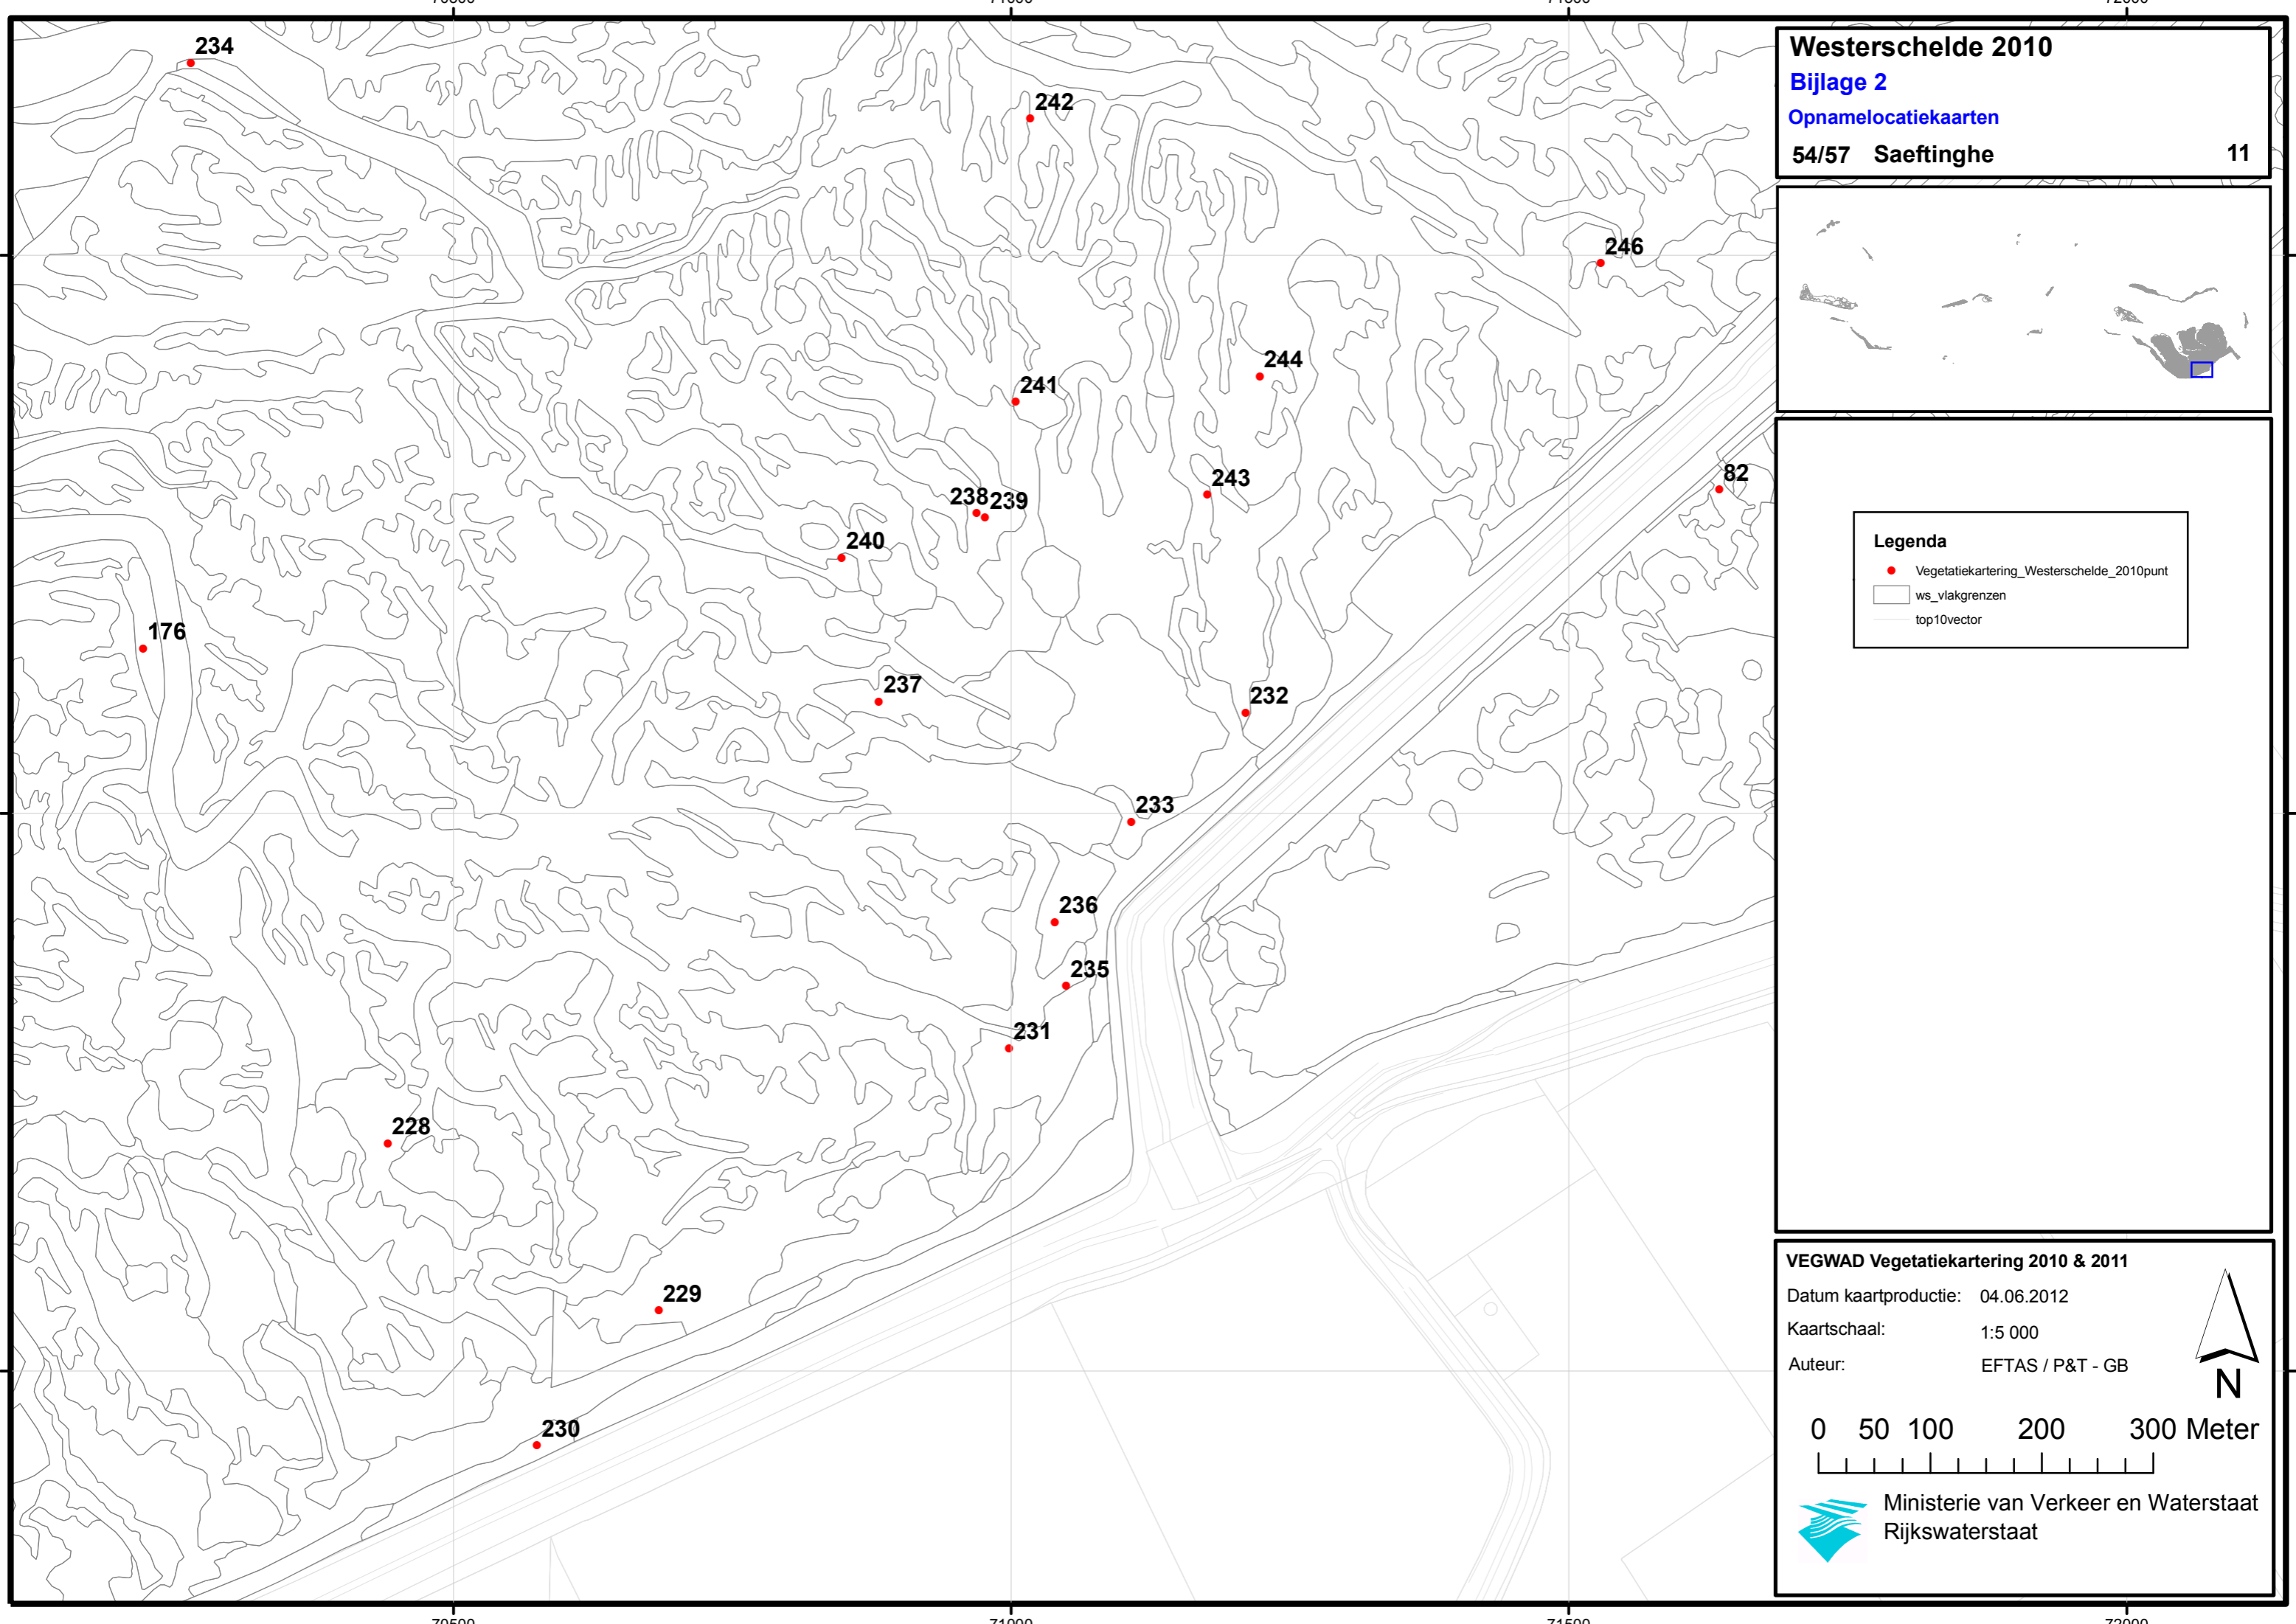 Westerschelde 2010
Bijlage 2
Opnamelocatiekaarten
54/57 Saeftinghe 11
234
242
246
244
241
243
82
238
239
240
176
237
232
233
236
235
231
228
229
230
Legenda
Vegetatiekartering_Westerschelde_2010punt
ws_vlakgrenzen
top10vector
VEGWAD Vegetatiekartering 2010 & 2011
Datum kaartproductie: 04.06.2012
Kaartschaal: 1:5 000
Auteur: EFTAS / P&T - GB
N
0 50 100 200 300 Meter
Ministerie van Verkeer en Waterstaat
Rijkswaterstaat